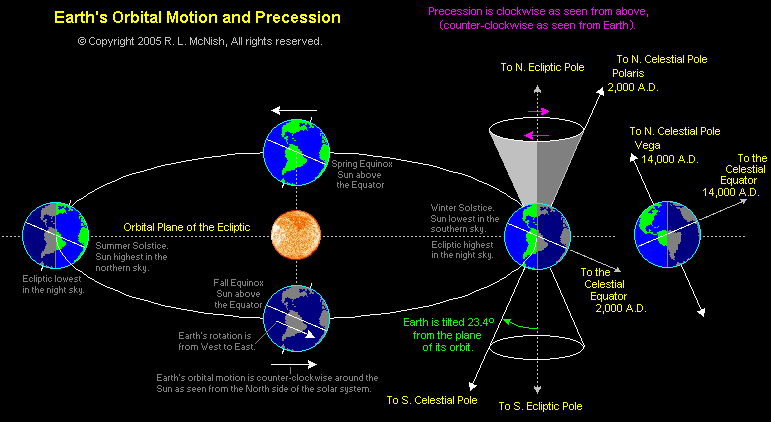 Earth's Orbital Motion and Precession
© Copyright 2005 R. L. McNish, All rights reserved.
Precession is clockwise as seen from above,
(counter-clockwise as seen from Earth).
To N. Ecliptic Pole
To N. Celestial Pole
Polaris
2,000 A.D.
To N. Celestial Pole
Vega
14,000 A.D.
To the
Celestial
Equator
14,000 A.D.
Spring Equinox
Sun above
the Equator
Winter Solstice.
Sun lowest in the
southern sky.
Ecliptic highest
in the night sky.
Orbital Plane of the Ecliptic
Summer Solstice.
Sun highest in the
northern sky.
Ecliptic lowest
in the night sky.
Fall Equinox
Sun above
the Equator
To the
Celestial
Equator
2,000 A.D.
Earth's rotation is
from West to East.
Earth is tilted 23.4º
from the plane
of its orbit.
Earth's orbital motion is counter-clockwise around the
Sun as seen from the North side of the solar system.
To S. Celestial Pole
To S. Ecliptic Pole